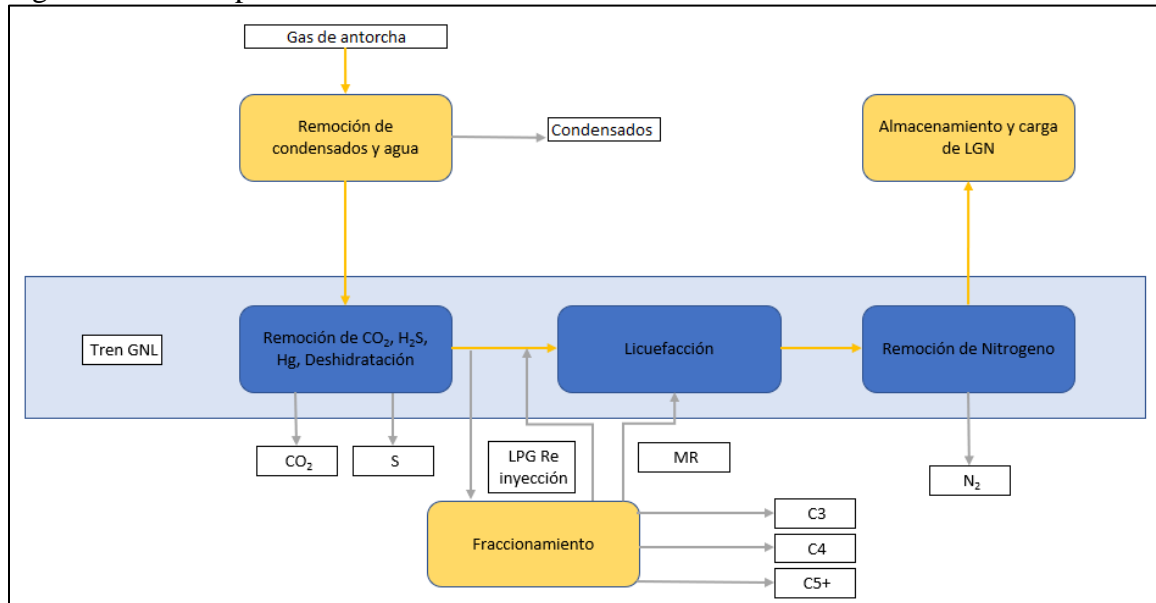 Gas de antorcha
Remoción de
condensados y agua
Condensados
Almacenamiento y carga
de LGN
Tren GNL
Remoción de CO₂, H₂S,
Hg, Deshidratación
Licuefacción
Remoción de Nitrogeno
CO₂
S
LPG Re
inyección
MR
N₂
Fraccionamiento
C3
C4
C5+